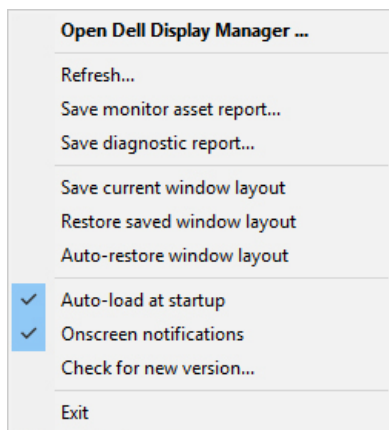 Open Dell Display Manager ...
Refresh...
Save monitor asset report...
Save diagnostic report...
Save current window layout
Restore saved window layout
Auto-restore window layout
Auto-load at startup
Onscreen notifications
Check for new version...
Exit